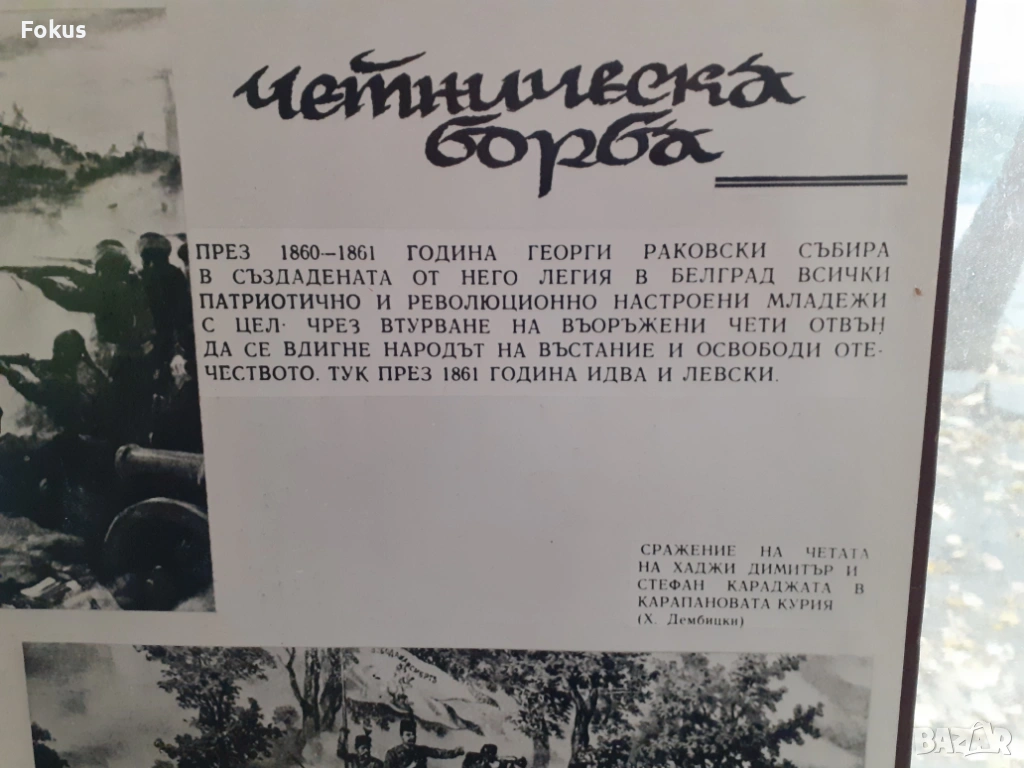 Fokus
четническа
борба
ПРЕЗ 1860—1861 ГОДИНА ГЕОРГИ РАКОВСКИ СЪБИРА
В СЪЗДАДЕНАТА ОТ НЕГО ЛЕГИЯ В БЕЛГРАД ВСИЧКИ
ПАТРИОТИЧНО И РЕВОЛЮЦИОННО НАСТРОЕНИ МЛАДЕЖИ
С ЦЕЛ· ЧРЕЗ ВТУРВАНЕ НА ВЪОРЪЖЕНИ ЧЕТИ ОТВЪН
ДА СЕ ВДИГНЕ НАРОДЪТ НА ВЪСТАНИЕ И ОСВОБОДИ ОТЕ-
ЧЕСТВОТО. ТУК ПРЕЗ 1861 ГОДИНА ИДВА И ЛЕВСКИ.
СРАЖЕНИЕ НА ЧЕТАТА
НА ХАДЖИ ДИМИТЪР И
СТЕФАН КАРАДЖАТА В
КАРАПАНОВАТА КУРИЯ
(Х. Дембицки)
BAZAR